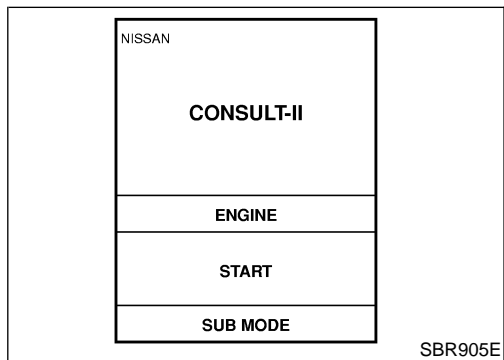 NISSAN
CONSULT-II
ENGINE
START
SUB MODE
SBR905E